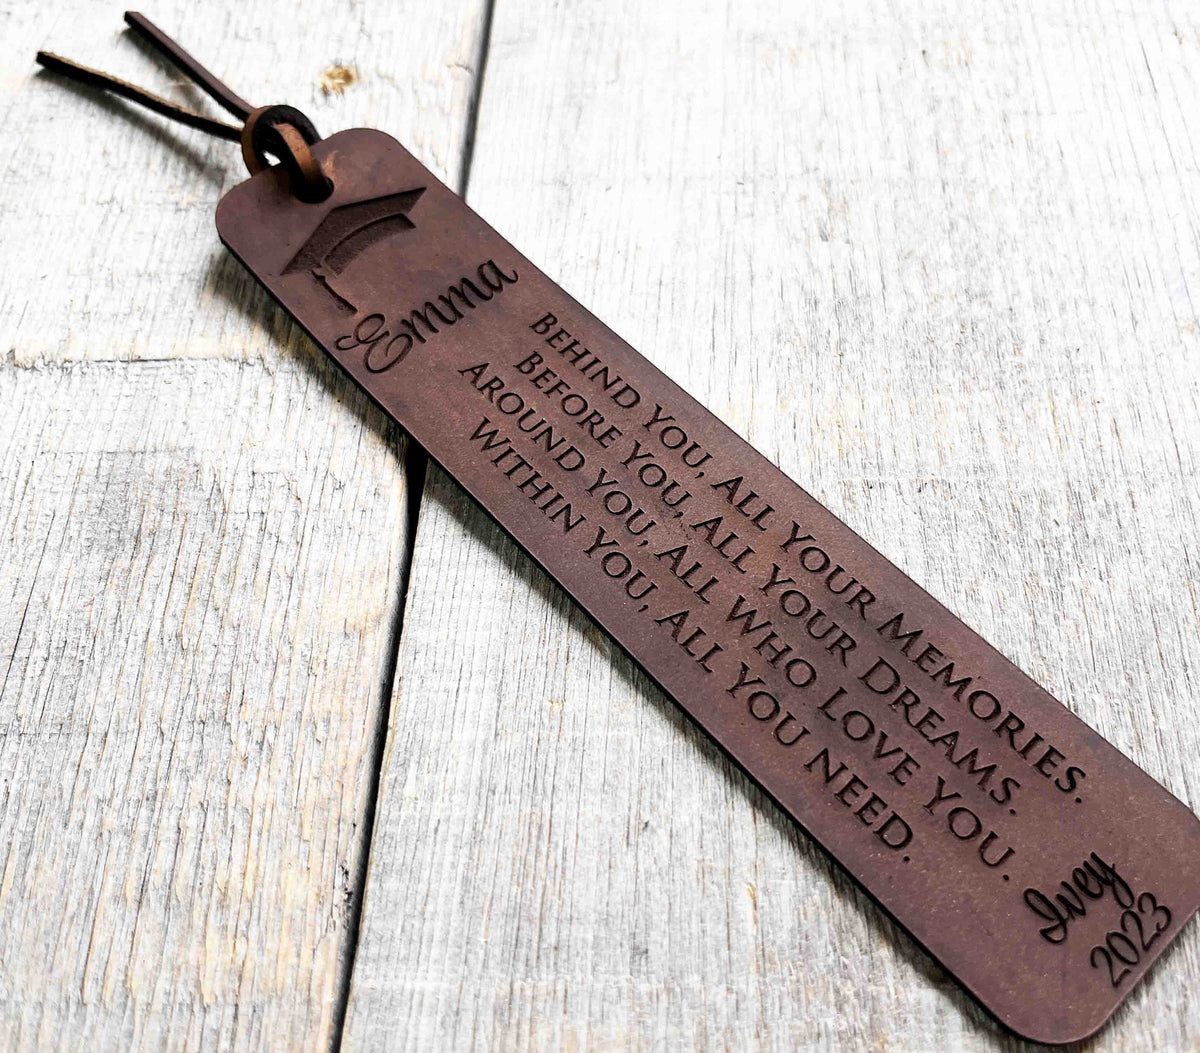 Emma
Behind You, all Your Memories.
Before You, all Your Dreams.
Around You, all Who Love You.
Within You, all You Need.
Ivey
2023